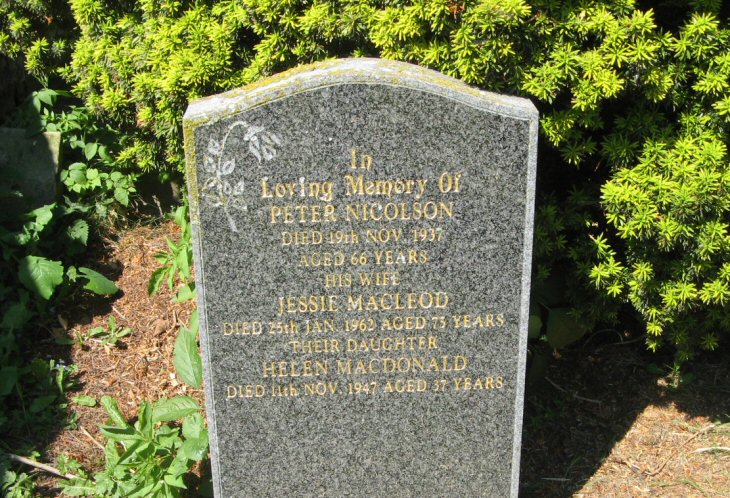 In
Loving Memory Of
PETER NICOLSON
DIED 19th NOV. 1937
AGED 66 YEARS
HIS WIFE
JESSIE MACLEOD
DIED 25th JAN. 1962 AGED 75 YEARS
THEIR DAUGHTER
HELEN MACDONALD
DIED 11th NOV. 1947 AGED 37 YEARS